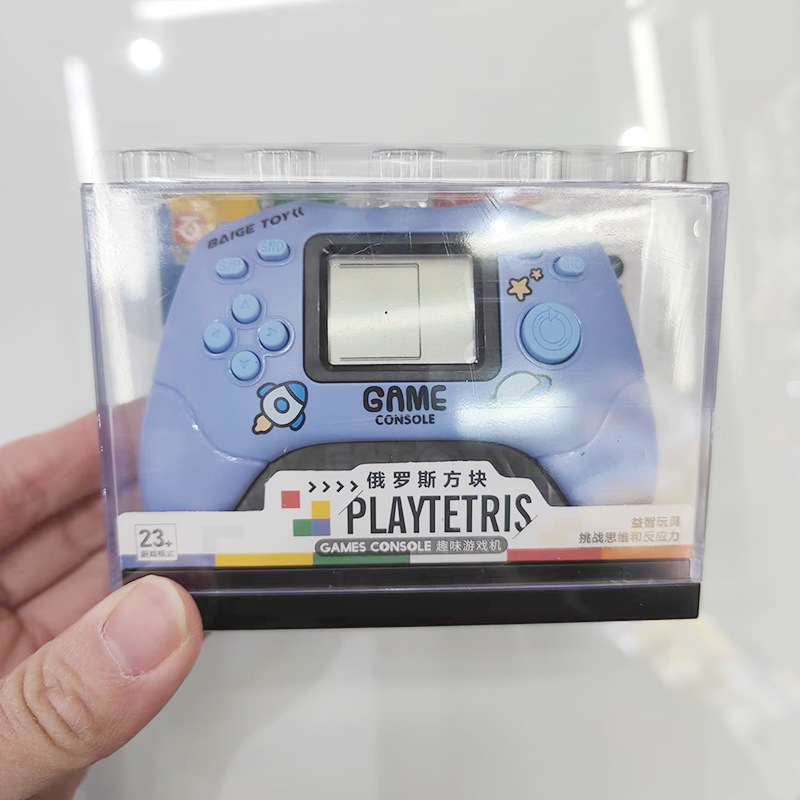 BAIGE TOY
S/P
SND
GAME
CONSOLE
>>>> 俄罗斯方块
PLAYTETRIS
GAMES CONSOLE 趣味游戏机
23+
游戏模式
益智玩具
挑战思维和反应力